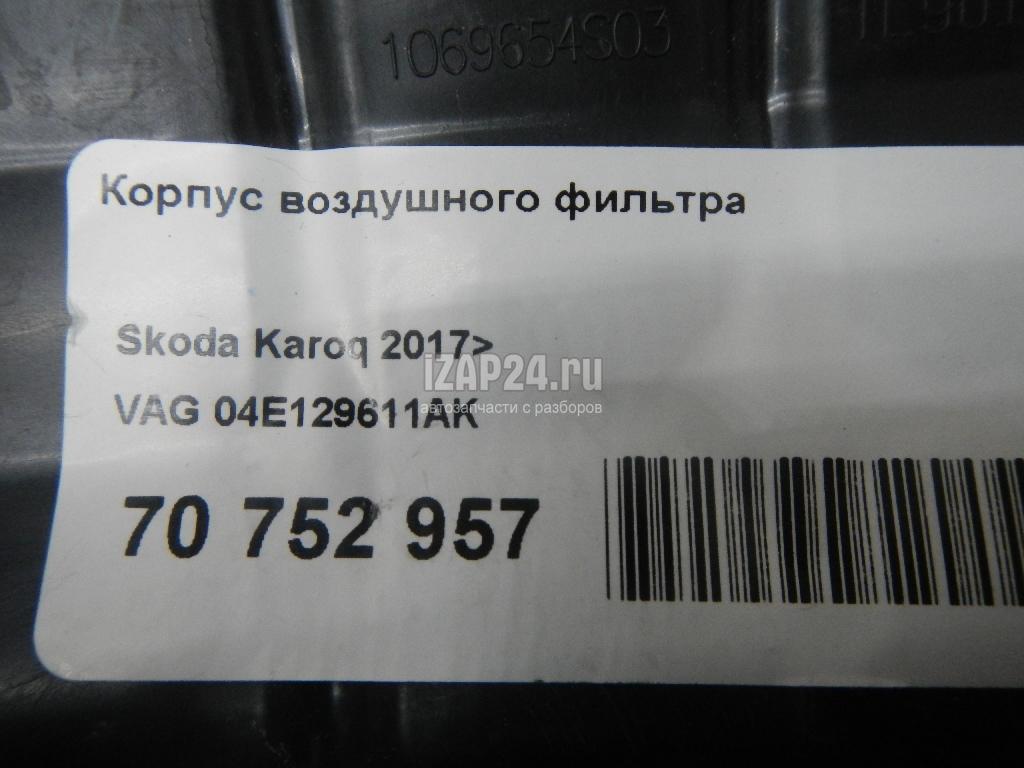 1069654S03
Корпус воздушного фильтра
Skoda Karoq 2017>
VAG 04E129611AK
iZAP24.ru
автозапчасти с разборов
70 752 957